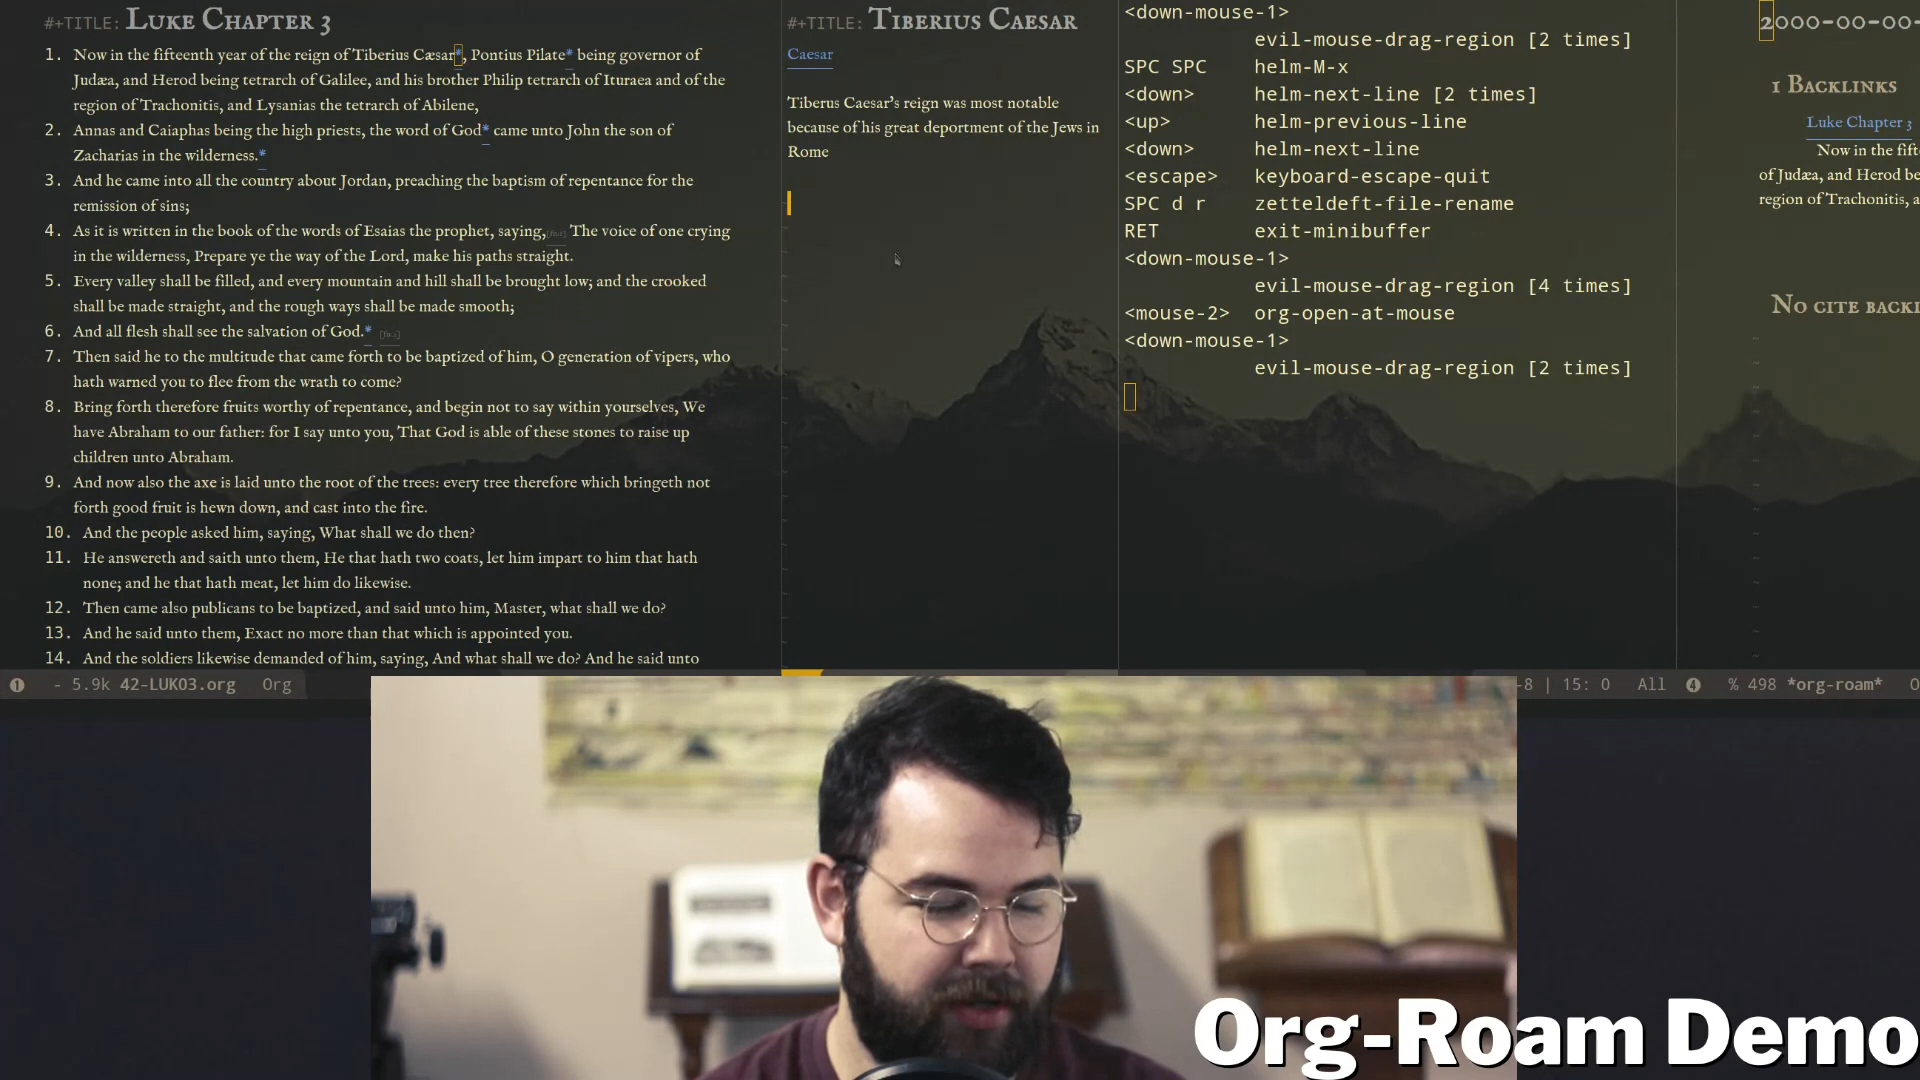 #+TITLE: Luke Chapter 3
1. Now in the fifteenth year of the reign of Tiberius Cæsar*, Pontius Pilate* being governor of
Judæa, and Herod being tetrarch of Galilee, and his brother Philip tetrarch of Ituraea and of the
region of Trachonitis, and Lysanias the tetrarch of Abilene,
2. Annas and Caiaphas being the high priests, the word of God* came unto John the son of
Zacharias in the wilderness.*
3. And he came into all the country about Jordan, preaching the baptism of repentance for the
remission of sins;
4. As it is written in the book of the words of Esaias the prophet, saying, The voice of one crying
in the wilderness, Prepare ye the way of the Lord, make his paths straight.
5. Every valley shall be filled, and every mountain and hill shall be brought low; and the crooked
shall be made straight, and the rough ways shall be made smooth;
6. And all flesh shall see the salvation of God.*
7. Then said he to the multitude that came forth to be baptized of him, O generation of vipers, who
hath warned you to flee from the wrath to come?
8. Bring forth therefore fruits worthy of repentance, and begin not to say within yourselves, We
have Abraham to our father: for I say unto you, That God is able of these stones to raise up
children unto Abraham.
9. And now also the axe is laid unto the root of the trees: every tree therefore which bringeth not
forth good fruit is hewn down, and cast into the fire.
10. And the people asked him, saying, What shall we do then?
11. He answereth and saith unto them, He that hath two coats, let him impart to him that hath
none; and he that hath meat, let him do likewise.
12. Then came also publicans to be baptized, and said unto him, Master, what shall we do?
13. And he said unto them, Exact no more than that which is appointed you.
14. And the soldiers likewise demanded of him, saying, And what shall we do? And he said unto
1 - 5.9k 42-LUK03.org Org
#+TITLE: Tiberius Caesar
Caesar
Tiberus Caesar's reign was most notable
because of his great deportment of the Jews in
Rome
<down-mouse-1>
evil-mouse-drag-region [2 times]
SPC SPC helm-M-x
<down> helm-next-line [2 times]
<up> helm-previous-line
<down> helm-next-line
<escape> keyboard-escape-quit
SPC d r zetteldeft-file-rename
RET exit-minibuffer
<down-mouse-1>
evil-mouse-drag-region [4 times]
<mouse-2> org-open-at-mouse
<down-mouse-1>
evil-mouse-drag-region [2 times]
-8 | 15: 0 All
2000-00-00-
1 Backlinks
Luke Chapter 3
Now in the fift
of Judæa, and Herod be
region of Trachonitis, a
No cite backl
4 % 498 *org-roam* O
Org-Roam Demo